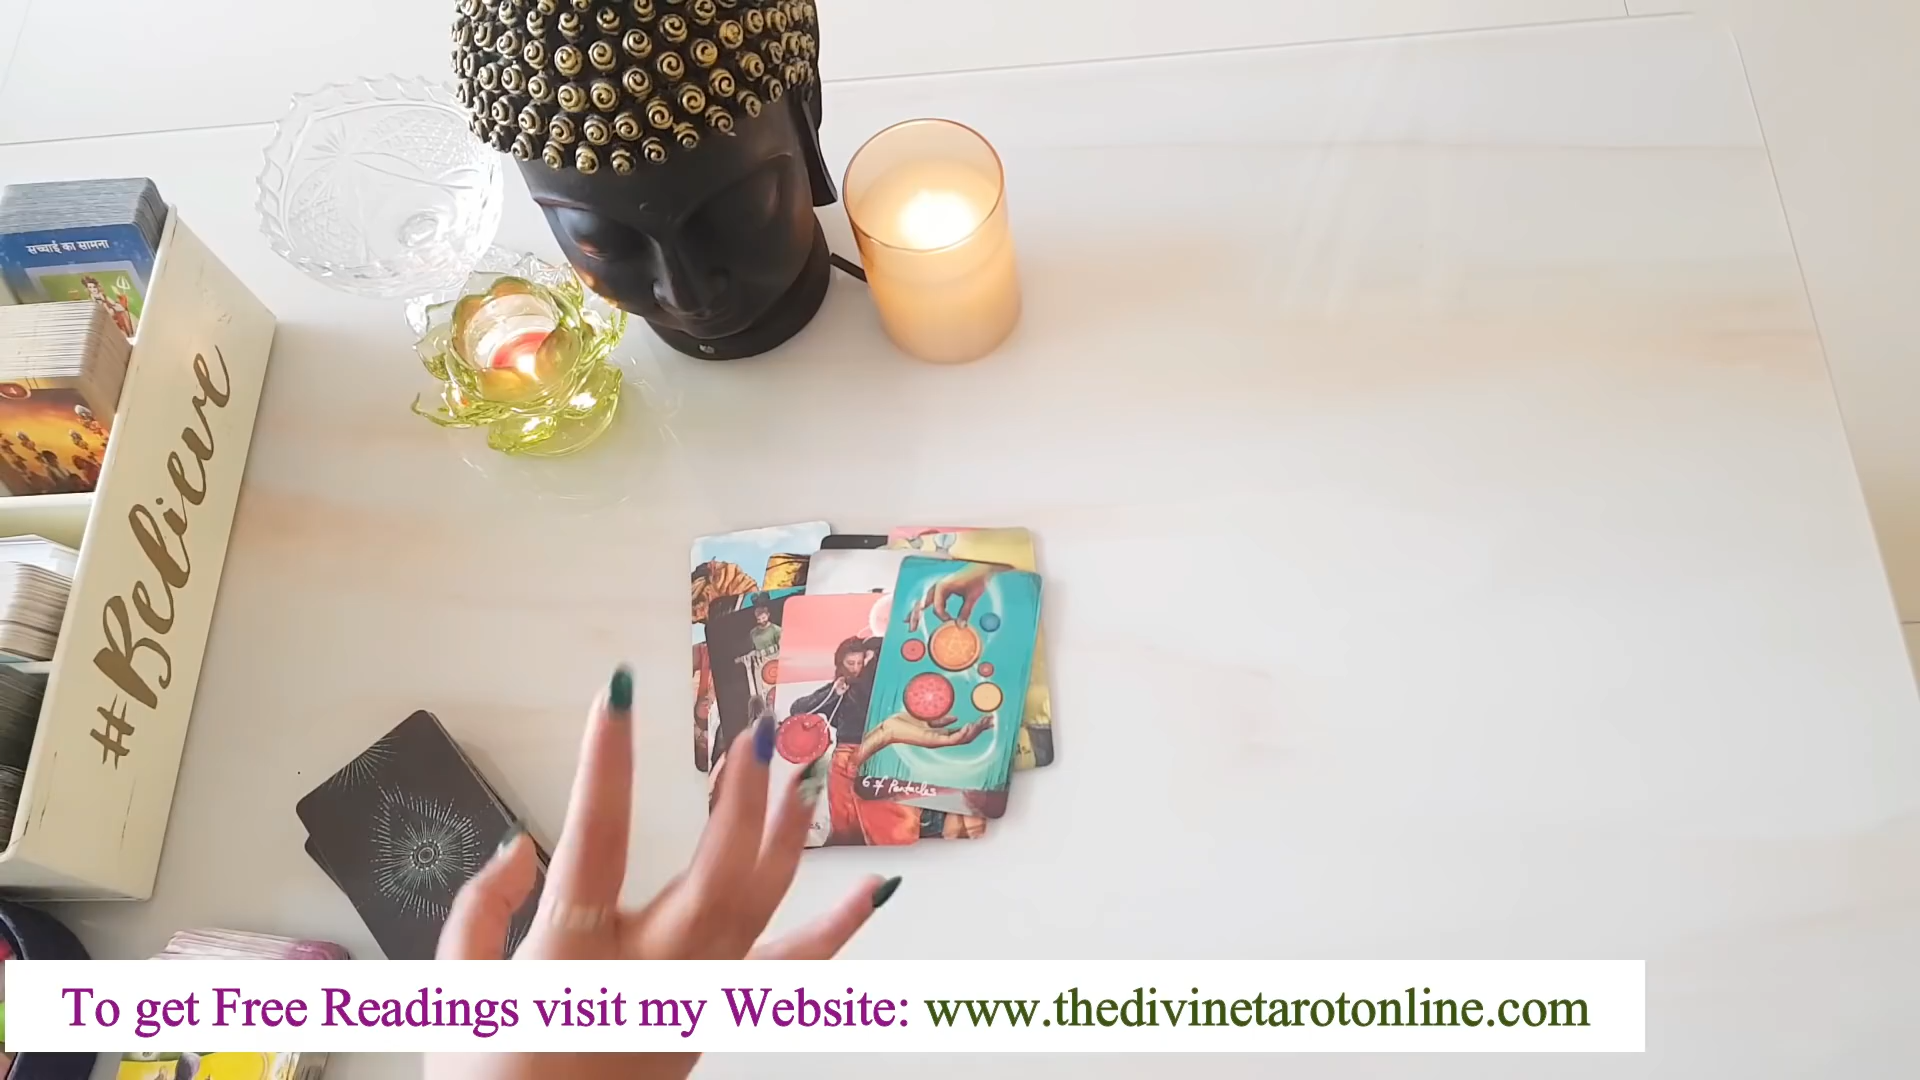 सच्चाई का सामना
#Believe
6 of Pentacles
To get Free Readings visit my Website: www.thedivinetarotonline.com